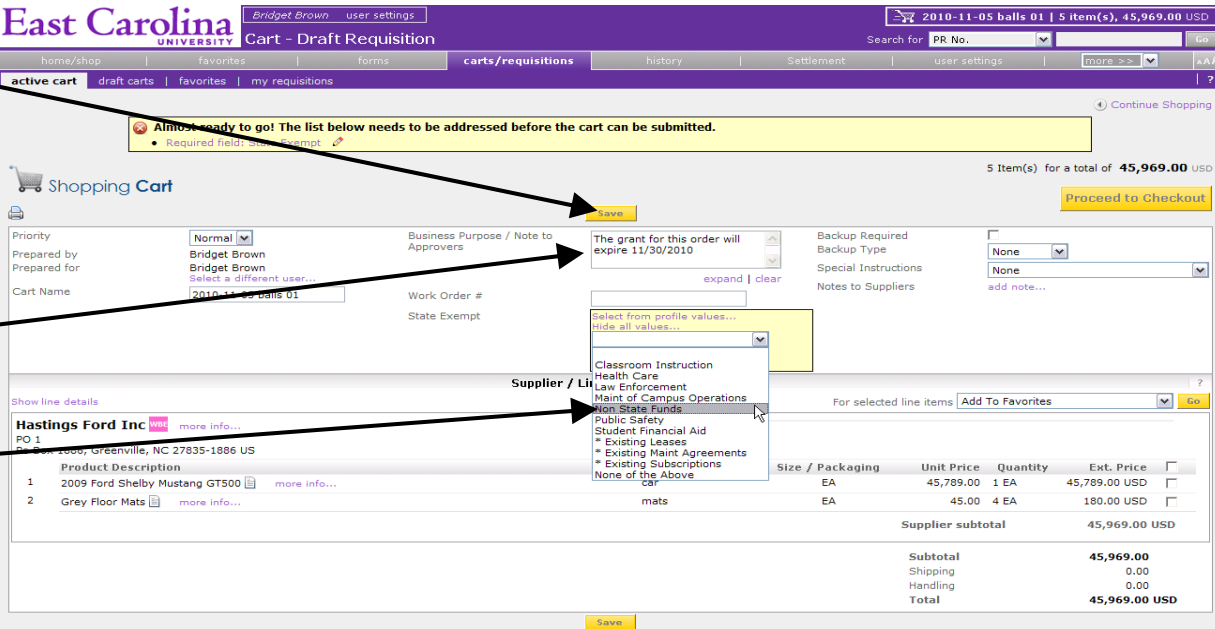 East Carolina
UNIVERSITY
Bridget Brown user settings
2010-11-05 balls 01 | 5 item(s), 45,969.00 USD
Cart - Draft Requisition
Search for PR No. Go
home/shop | favorites | forms carts/requisitions history | Settlement | user settings | more >> AAA
active cart draft carts | favorites | my requisitions | ?
Continue Shopping
Almost ready to go! The list below needs to be addressed before the cart can be submitted.
• Required field: State Exempt
5 Item(s) for a total of 45,969.00 USD
Shopping Cart
Proceed to Checkout
Save
Priority Normal
Prepared by Bridget Brown
Prepared for Bridget Brown
Select a different user...
Cart Name 2010-11-05 balls 01
Business Purpose / Note to
Approvers
The grant for this order will
expire 11/30/2010
expand | clear
Work Order #
State Exempt
Select from profile values...
Hide all values...
Classroom Instruction
Health Care
Law Enforcement
Maint of Campus Operations
Non State Funds
Public Safety
Student Financial Aid
* Existing Leases
* Existing Maint Agreements
* Existing Subscriptions
None of the Above
Backup Required
Backup Type None
Special Instructions None
Notes to Suppliers add note...
Supplier / Li ?
Show line details
For selected line items Add To Favorites Go
Hastings Ford Inc WBE more info...
PO 1
Po Box 1886, Greenville, NC 27835-1886 US
Product Description Size / Packaging Unit Price Quantity Ext. Price
1 2009 Ford Shelby Mustang GT500 more info... car EA 45,789.00 1 EA 45,789.00 USD
2 Grey Floor Mats more info... mats EA 45.00 4 EA 180.00 USD
Supplier subtotal 45,969.00 USD
Subtotal 45,969.00
Shipping 0.00
Handling 0.00
Total 45,969.00 USD
Save